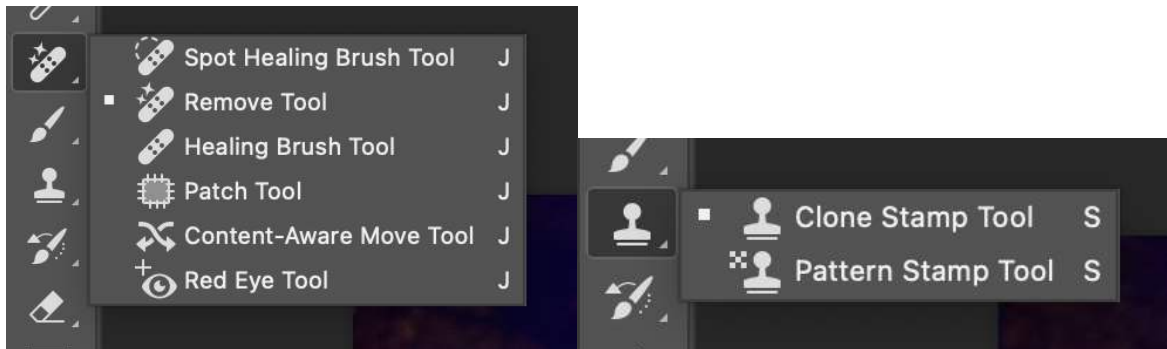 Spot Healing Brush Tool J
Remove Tool J
Healing Brush Tool J
Patch Tool J
Content-Aware Move Tool J
Red Eye Tool J
Clone Stamp Tool S
Pattern Stamp Tool S